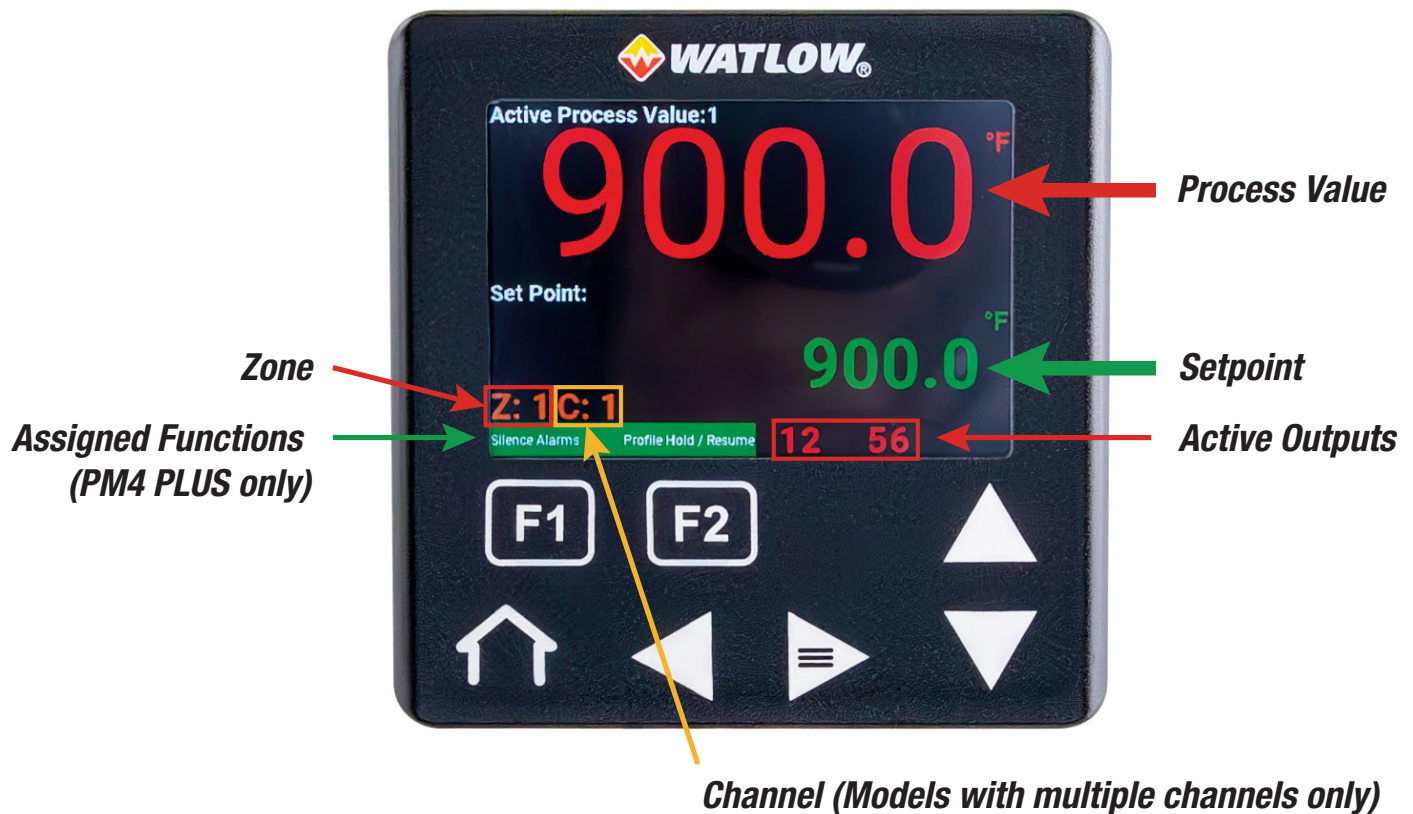 WATLOW®
Active Process Value:1
900.0 °F
Process Value
Set Point:
900.0 °F
Setpoint
Zone
Z: 1 C: 1
Assigned Functions
(PM4 PLUS only)
Silence Alarms Profile Hold / Resume 12 56
Active Outputs
F1 F2
Channel (Models with multiple channels only)